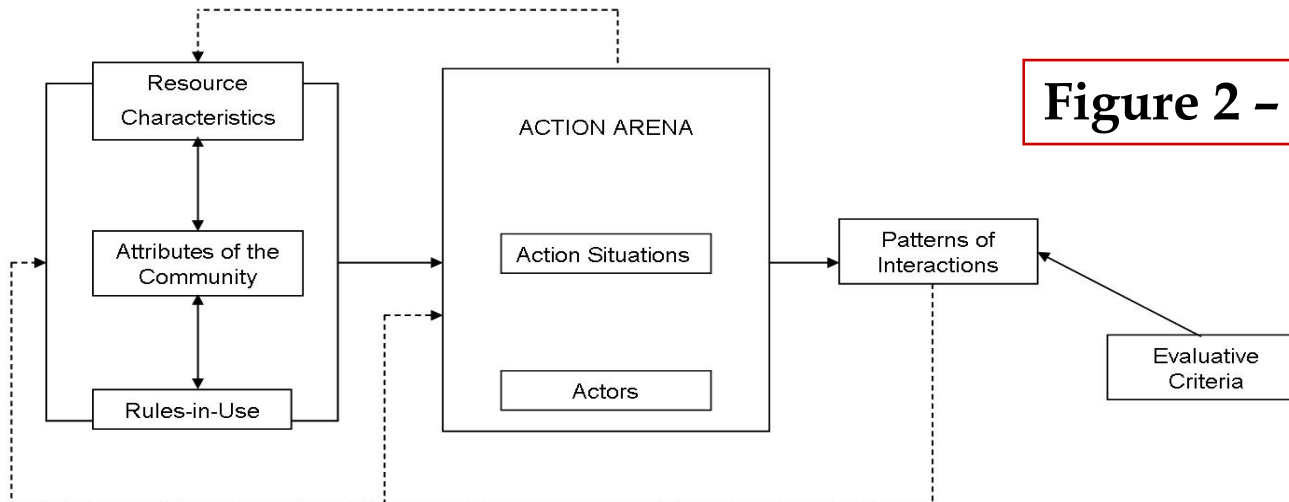 Resource
Characteristics
Attributes of the
Community
Rules-in-Use
ACTION ARENA
Action Situations
Actors
Patterns of
Interactions
Evaluative
Criteria
Figure 2 –